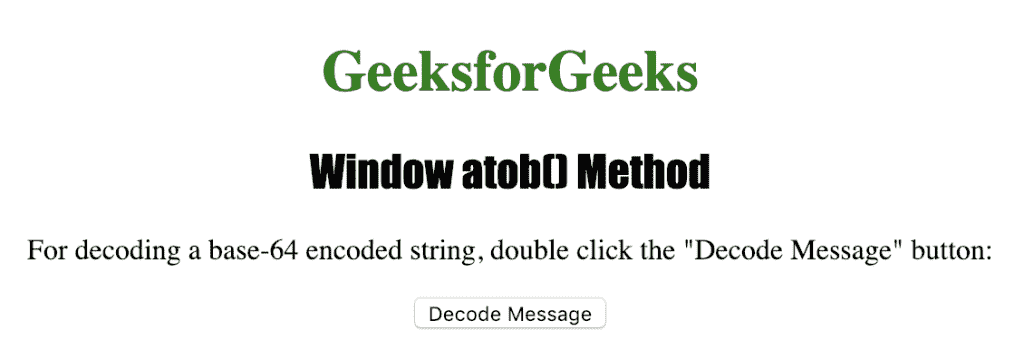 GeeksforGeeks
Window atob() Method
For decoding a base-64 encoded string, double click the "Decode Message" button:
Decode Message